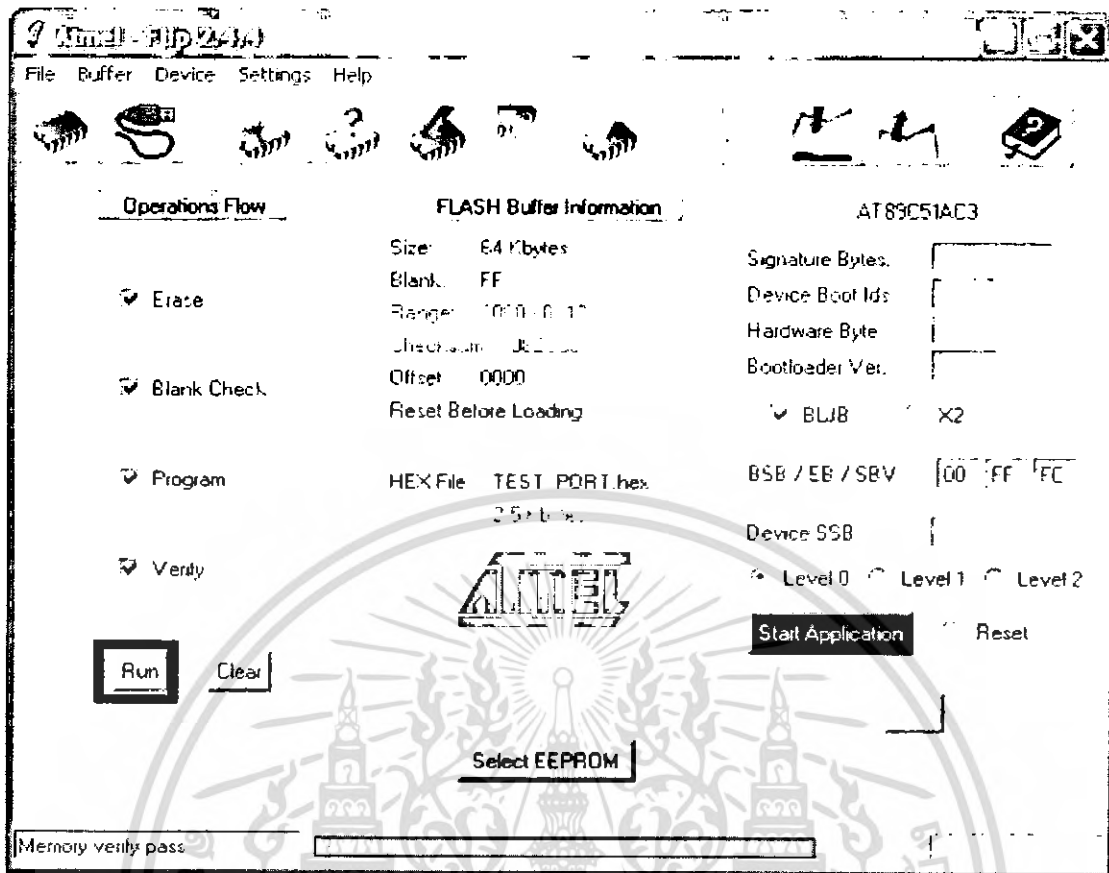 Atmel - Flip 2.4.4
File Buffer Device Settings Help
Operations Flow
Erase
Blank Check
Program
Verify
Run Clear
FLASH Buffer Information
Size: 64 Kbytes
Blank: FF
Range:
Checksum
Offset 0000
Reset Before Loading
HEX File TEST_PORT.hex
ATMEL
Select EEPROM
AT89C51AC3
Signature Bytes.
Device Boot Ids
Hardware Byte
Bootloader Ver.
BLJB X2
BSB / EB / SBV 00 FF FC
Device SSB
Level 0 Level 1 Level 2
Start Application Reset
Memory verify pass